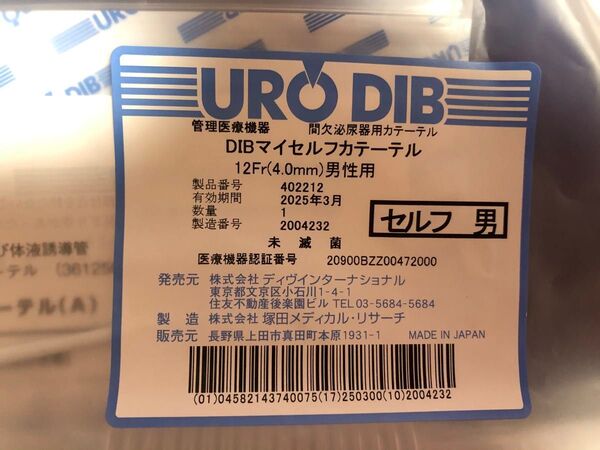 URO DIB
管理医療機器 間欠泌尿器用カテーテル
DIBマイセルフカテーテル
12Fr(4.0mm)男性用
製品番号 402212
有効期間 2025年3月
数量 1
製造番号 2004232
セルフ 男
未滅菌
医療機器認証番号 20900BZZ00472000
発売元 株式会社 ディヴインターナショナル
東京都文京区小石川1-4-1
住友不動産後楽園ビル TEL 03-5684-5684
製造 株式会社 塚田メディカル・リサーチ
販売元 長野県上田市真田町本原1931-1 MADE IN JAPAN
(01)04582143740075(17)250300(10)2004232
び体液誘導管
ーテル(A)